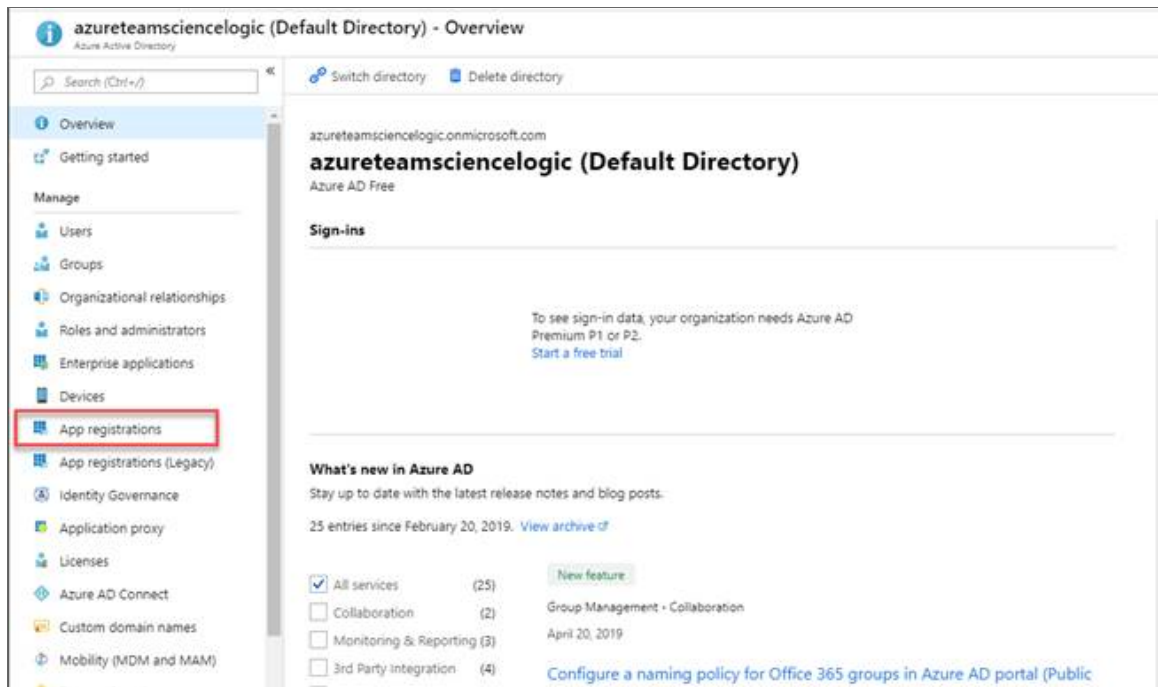 azureteamsciencelogic (Default Directory) - Overview
Azure Active Directory
Search (Ctrl+/)
«
Overview
Getting started
Manage
Users
Groups
Organizational relationships
Roles and administrators
Enterprise applications
Devices
App registrations
App registrations (Legacy)
Identity Governance
Application proxy
Licenses
Azure AD Connect
Custom domain names
Mobility (MDM and MAM)
Switch directory Delete directory
azureteamsciencelogic.onmicrosoft.com
azureteamsciencelogic (Default Directory)
Azure AD Free
Sign-ins
To see sign-in data, your organization needs Azure AD
Premium P1 or P2.
Start a free trial
What's new in Azure AD
Stay up to date with the latest release notes and blog posts.
25 entries since February 20, 2019. View archive
All services (25)
Collaboration (2)
Monitoring & Reporting (3)
3rd Party Integration (4)
New feature
Group Management - Collaboration
April 20, 2019
Configure a naming policy for Office 365 groups in Azure AD portal (Public